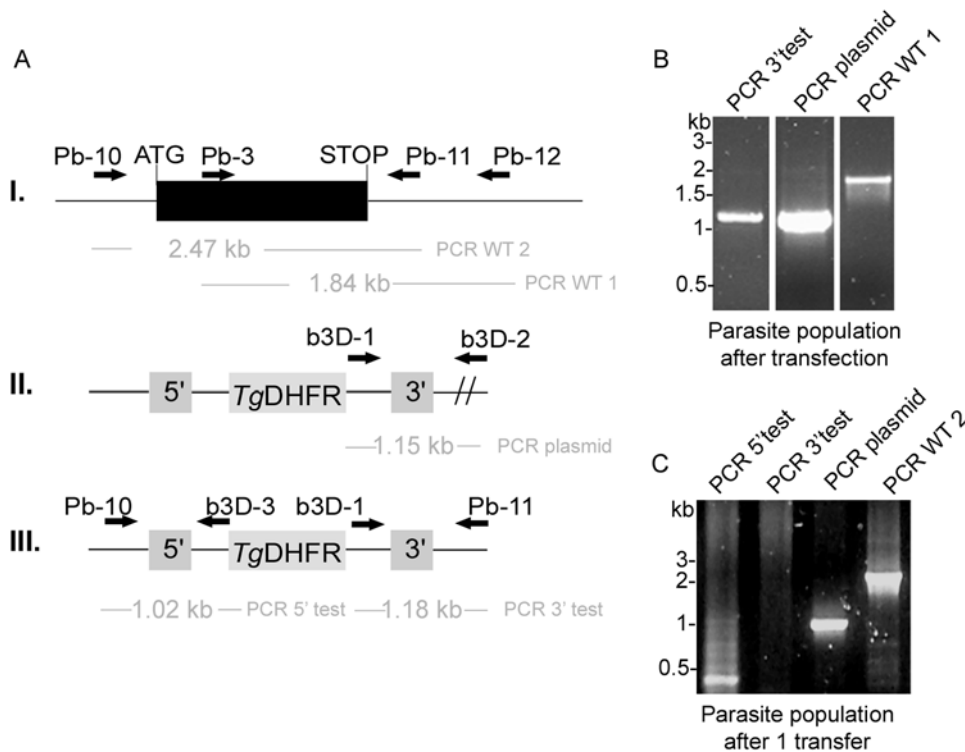 A
Pb-10 ATG Pb-3 STOP Pb-11 Pb-12
I.
2.47 kb PCR WT 2
1.84 kb PCR WT 1
b3D-1 b3D-2
II. 5' TgDHFR 3' //
1.15 kb PCR plasmid
Pb-10 b3D-3 b3D-1 Pb-11
III. 5' TgDHFR 3'
1.02 kb PCR 5' test 1.18 kb PCR 3' test
B
PCR 3'test PCR plasmid PCR WT 1
kb
3-
2-
1.5-
1-
0.5-
Parasite population
after transfection
C
PCR 5'test PCR 3'test PCR plasmid PCR WT 2
kb
3-
2-
1-
0.5-
Parasite population
after 1 transfer